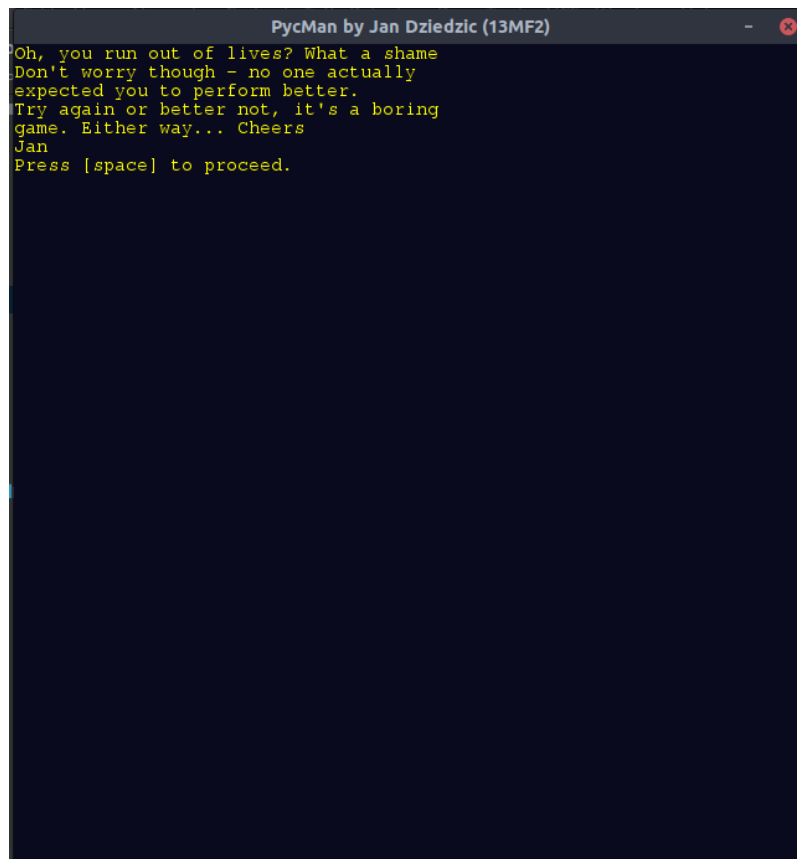 PycMan by Jan Dziedzic (13MF2)
Oh, you run out of lives? What a shame
Don't worry though - no one actually
expected you to perform better.
Try again or better not, it's a boring
game. Either way... Cheers
Jan
Press [space] to proceed.